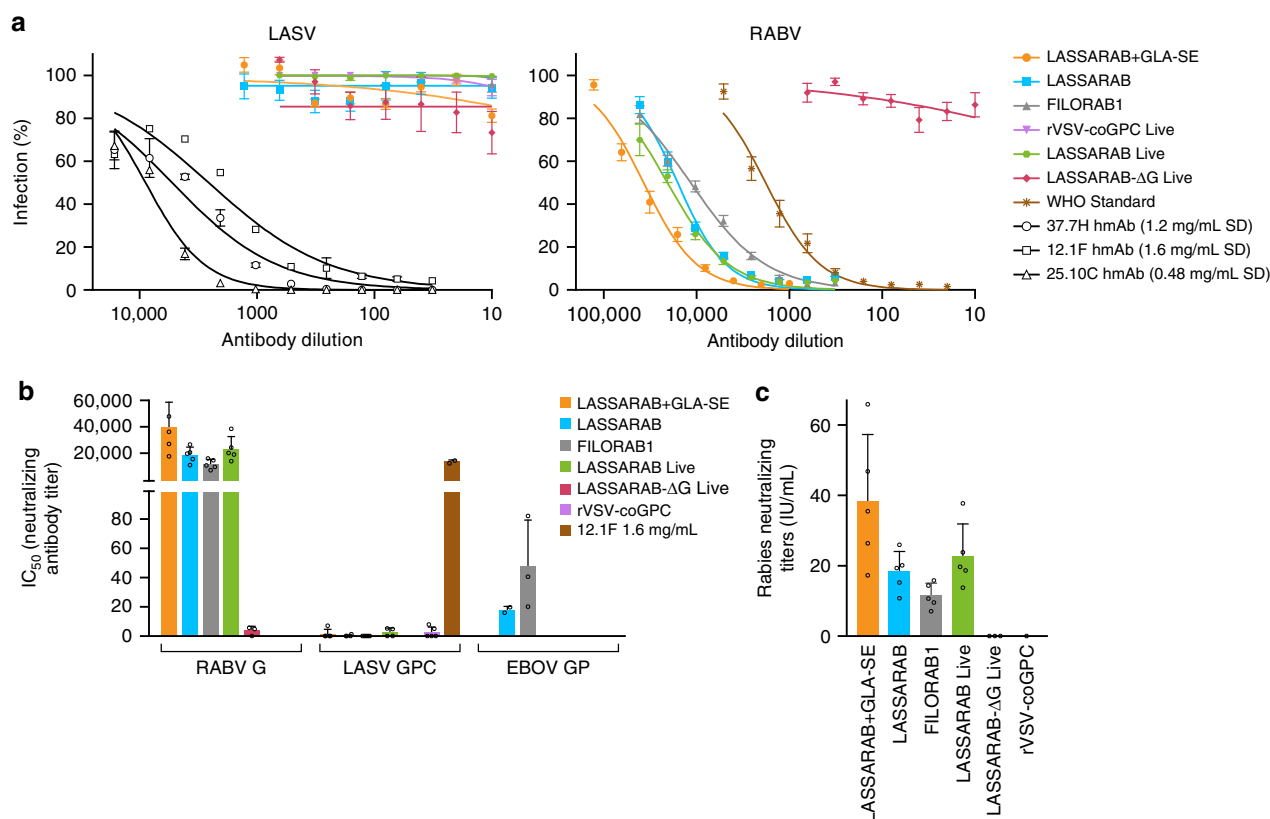 a
LASV
RABV
Infection (%)
100
80
60
40
20
0
10,000
1000
100
10
Antibody dilution
100
80
60
40
20
0
100,000
10,000
1000
100
10
Antibody dilution
LASSARAB+GLA-SE
LASSARAB
FILORAB1
rVSV-coGPC Live
LASSARAB Live
LASSARAB-ΔG Live
WHO Standard
37.7H hmAb (1.2 mg/mL SD)
12.1F hmAb (1.6 mg/mL SD)
25.10C hmAb (0.48 mg/mL SD)
b
IC50 (neutralizing
antibody titer)
60,000
40,000
20,000
80
60
40
20
0
RABV G
LASV GPC
EBOV GP
LASSARAB+GLA-SE
LASSARAB
FILORAB1
LASSARAB Live
LASSARAB-ΔG Live
rVSV-coGPC
12.1F 1.6 mg/mL
c
Rabies neutralizing
titers (IU/mL)
60
40
20
0
LASSARAB+GLA-SE
LASSARAB
FILORAB1
LASSARAB Live
LASSARAB-ΔG Live
rVSV-coGPC